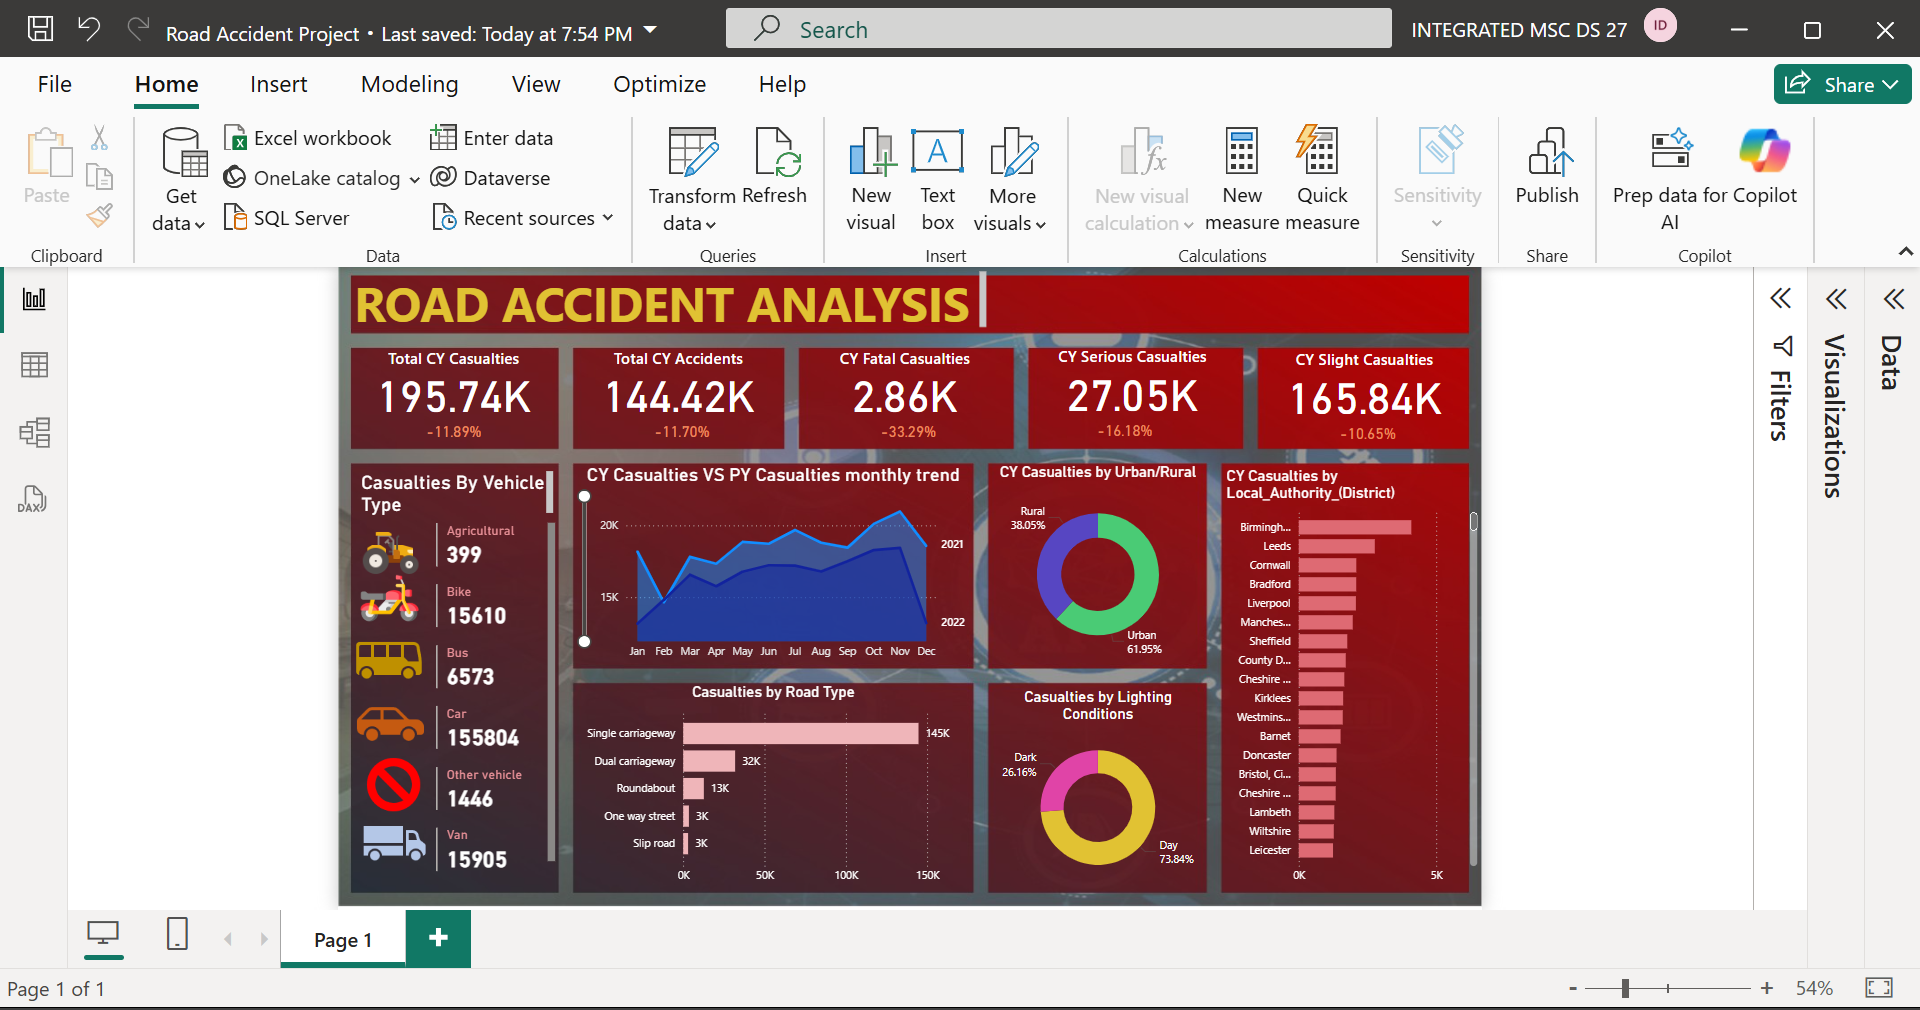 Road Accident Project • Last saved: Today at 7:54 PM
Search
INTEGRATED MSC DS 27
ID
File
Home
Insert
Modeling
View
Optimize
Help
Share
Paste
Get data
Excel workbook
OneLake catalog
SQL Server
Enter data
Dataverse
Recent sources
Transform data
Refresh
New visual
Text box
A
More visuals
New visual calculation
fx
New measure
Quick measure
Sensitivity
Publish
Prep data for AI
Copilot
Clipboard
Data
Queries
Insert
Calculations
Sensitivity
Share
Copilot
DAX
ROAD ACCIDENT ANALYSIS
Total CY Casualties
195.74K
-11.89%
Total CY Accidents
144.42K
-11.70%
CY Fatal Casualties
2.86K
-33.29%
CY Serious Casualties
27.05K
-16.18%
CY Slight Casualties
165.84K
-10.65%
Casualties By Vehicle
Type
Agricultural
399
Bike
15610
Bus
6573
Car
155804
Other vehicle
1446
Van
15905
CY Casualties VS PY Casualties monthly trend
20K
15K
2021
2022
Jan Feb Mar Apr May Jun Jul Aug Sep Oct Nov Dec
CY Casualties by Urban/Rural
Rural
38.05%
Urban
61.95%
Casualties by Road Type
Single carriageway 145K
Dual carriageway 32K
Roundabout 13K
One way street 3K
Slip road 3K
0K 50K 100K 150K
Casualties by Lighting
Conditions
Dark
26.16%
Day
73.84%
CY Casualties by
Local_Authority_(District)
Birmingh...
Leeds
Cornwall
Bradford
Liverpool
Manches...
Sheffield
County D...
Cheshire ...
Kirklees
Westmins...
Barnet
Doncaster
Bristol, Ci...
Cheshire ...
Lambeth
Wiltshire
Leicester
0K 5K
Filters
Visualizations
Data
Page 1
Page 1 of 1
54%